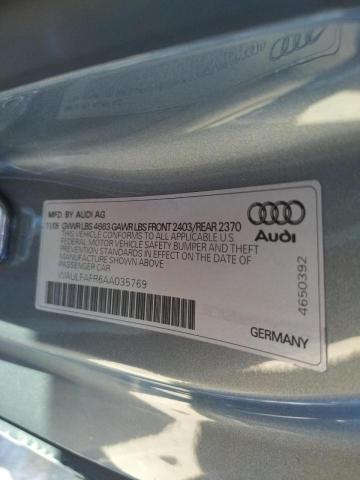 MFD. BY AUDI AG
11/09 GVWR LBS 4663 GAWR LBS FRONT 2403/REAR 2370
THIS VEHICLE CONFORMS TO ALL APPLICABLE U.S.
FEDERAL MOTOR VEHICLE SAFETY BUMPER AND THEFT
PREVENTION STANDARDS IN EFFECT ON THE DATE OF
MANUFACTURE SHOWN ABOVE
PASSENGER CAR
WAULFAFR6AA035769
Audi
4650392
GERMANY